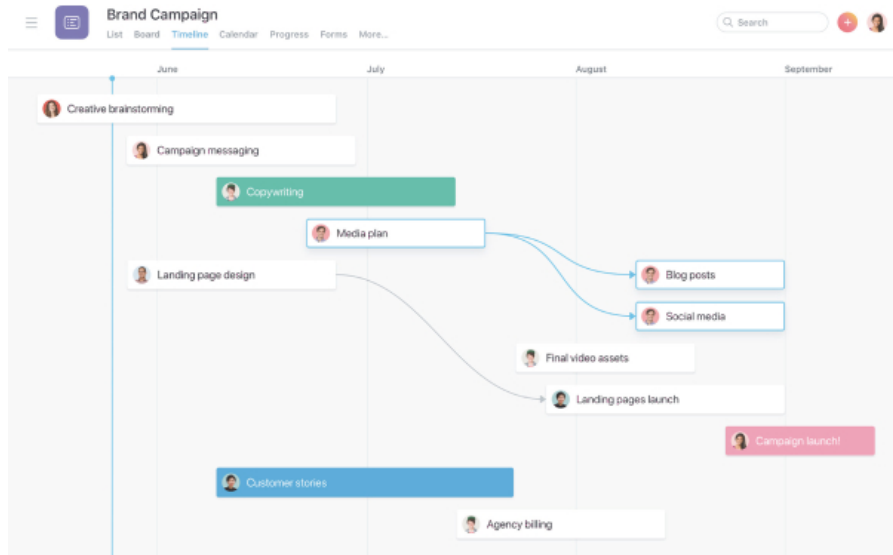 Brand Campaign
List Board Timeline Calendar Progress Forms More...
Search
June July August September
Creative brainstorming
Campaign messaging
Copywriting
Media plan
Landing page design
Blog posts
Social media
Final video assets
Landing pages launch
Campaign launch!
Customer stories
Agency billing